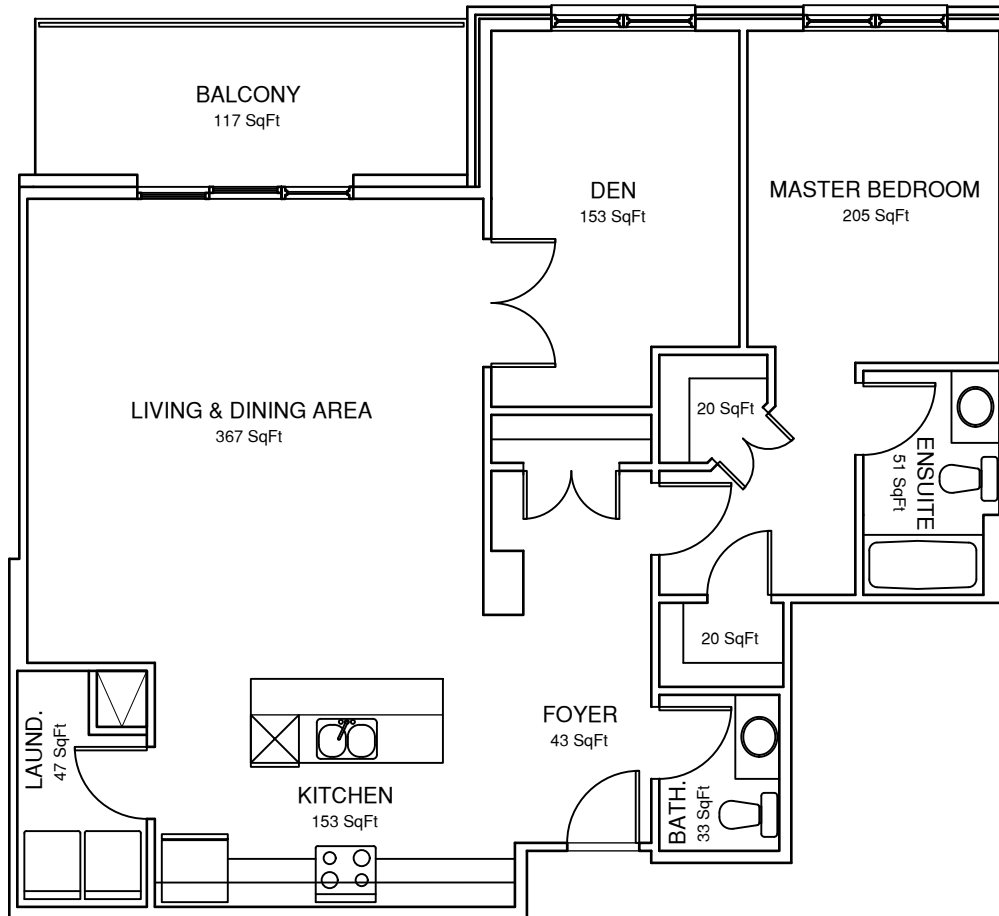 BALCONY
117 SqFt
DEN
153 SqFt
MASTER BEDROOM
205 SqFt
LIVING & DINING AREA
367 SqFt
20 SqFt
ENSUITE
51 SqFt
20 SqFt
FOYER
43 SqFt
LAUND.
47 SqFt
KITCHEN
153 SqFt
BATH.
33 SqFt